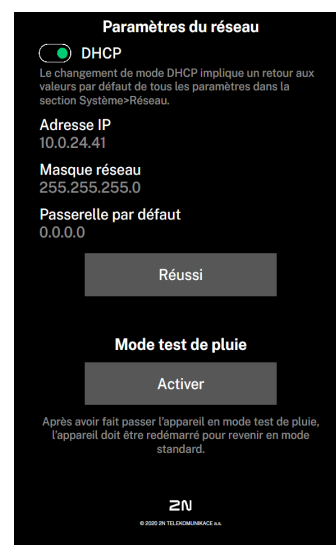 Paramètres du réseau
DHCP
Le changement de mode DHCP implique un retour aux
valeurs par défaut de tous les paramètres dans la
section Système>Réseau.
Adresse IP
10.0.24.41
Masque réseau
255.255.255.0
Passerelle par défaut
0.0.0.0
Réussi
Mode test de pluie
Activer
Après avoir fait passer l'appareil en mode test de pluie,
l'appareil doit être redémarré pour revenir en mode
standard.
2N
© 2020 2N TELEKOMUNIKACE a.s.